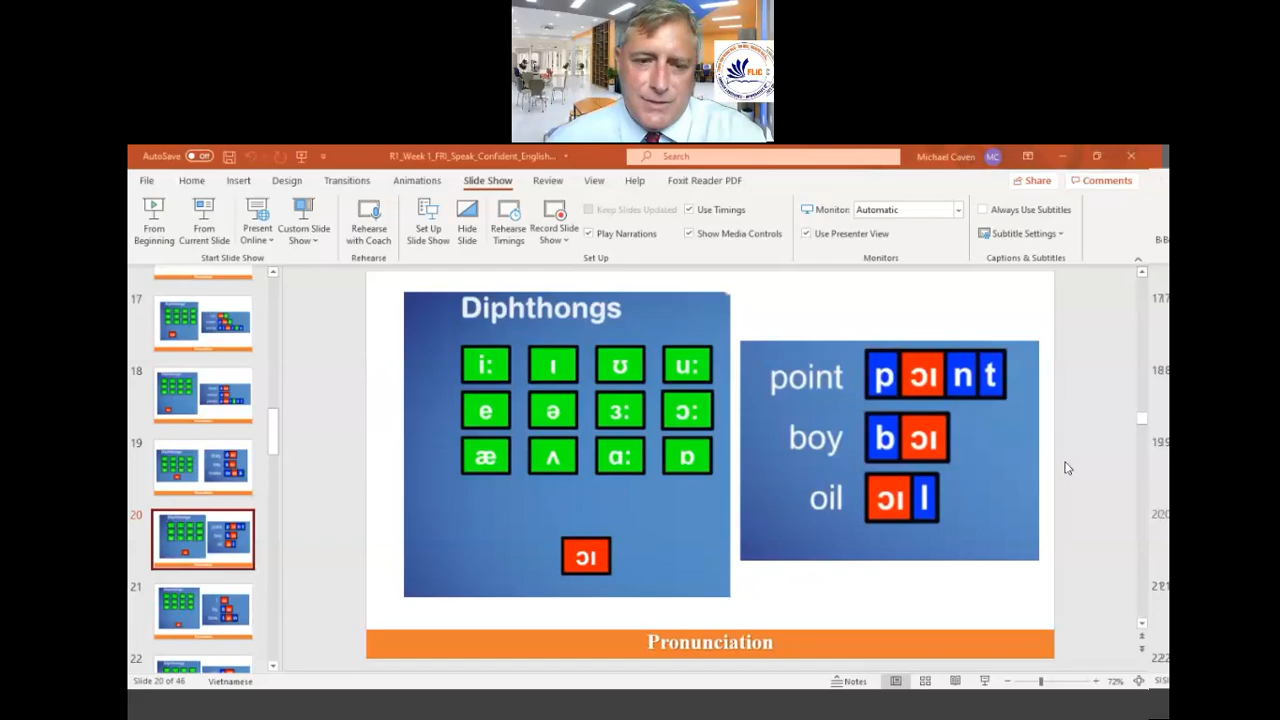 FLIC
AutoSave Off
R1_Week 1_FRI_Speak_Confident_English...
Search
Michael Caven MC
File Home Insert Design Transitions Animations Slide Show Review View Help Foxit Reader PDF
Share Comments
From Beginning
From Current Slide
Present Online
Custom Slide Show
Start Slide Show
Rehearse with Coach
Rehearse
Set Up Slide Show
Hide Slide
Rehearse Timings
Record Slide Show
Keep Slides Updated
Play Narrations
Use Timings
Show Media Controls
Set Up
Monitor: Automatic
Use Presenter View
Monitors
Always Use Subtitles
Subtitle Settings
Captions & Subtitles
17
18
19
20
21
22
Diphthongs
i: ɪ ʊ u:
e ə ɜ: ɔ:
æ ʌ ɑ: ɒ
ɔɪ
point p ɔɪ n t
boy b ɔɪ
oil ɔɪ l
Pronunciation
Slide 20 of 46 Vietnamese
Notes
72%